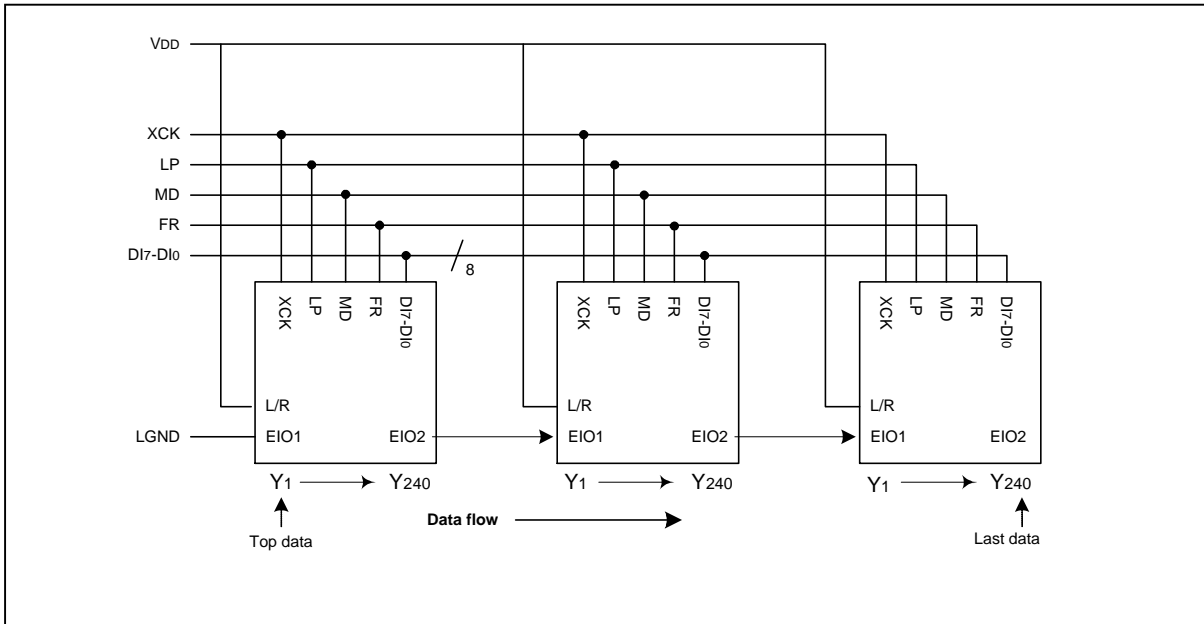 VDD
XCK
LP
MD
FR
DI7-DI0
8
XCK LP MD FR DI7-DI0
XCK LP MD FR DI7-DI0
XCK LP MD FR DI7-DI0
L/R
L/R
L/R
LGND
EIO1 EIO2
EIO1 EIO2
EIO1 EIO2
Y1 Y240
Y1 Y240
Y1 Y240
Data flow
Top data
Last data